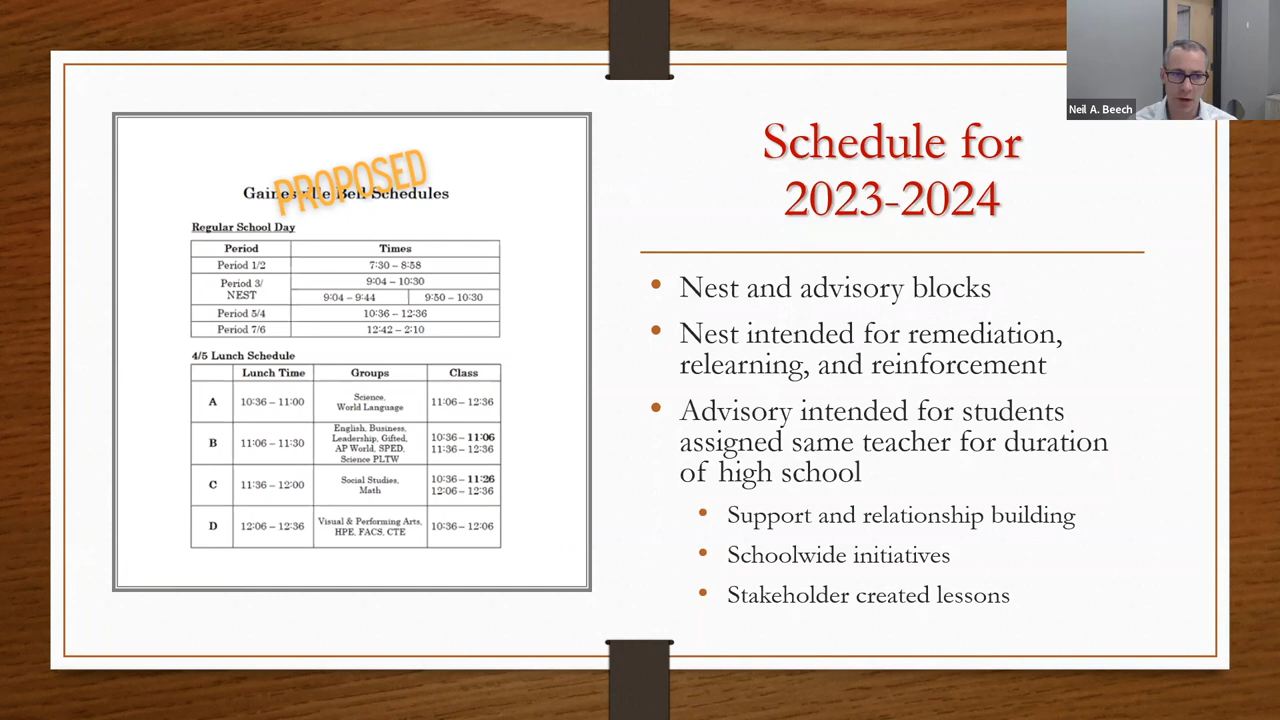 Neil A. Beech
PROPOSED
Gainesville Bell Schedules
Regular School Day
Period Times
Period 1/2 7:30 – 8:58
Period 3/ NEST 9:04 – 10:30
9:04 – 9:44 9:50 – 10:30
Period 5/4 10:36 – 12:36
Period 7/6 12:42 – 2:10
4/5 Lunch Schedule
Lunch Time Groups Class
A 10:36 – 11:00 Science, World Language 11:06 – 12:36
B 11:06 – 11:30 English, Business, Leadership, Gifted, AP World, SPED, Science PLTW 10:36 – 11:06 11:36 – 12:36
C 11:36 – 12:00 Social Studies, Math 10:36 – 11:26 12:06 – 12:36
D 12:06 – 12:36 Visual & Performing Arts, HPE, FACS, CTE 10:36 – 12:06
Schedule for
2023-2024
• Nest and advisory blocks
• Nest intended for remediation,
relearning, and reinforcement
• Advisory intended for students
assigned same teacher for duration
of high school
• Support and relationship building
• Schoolwide initiatives
• Stakeholder created lessons